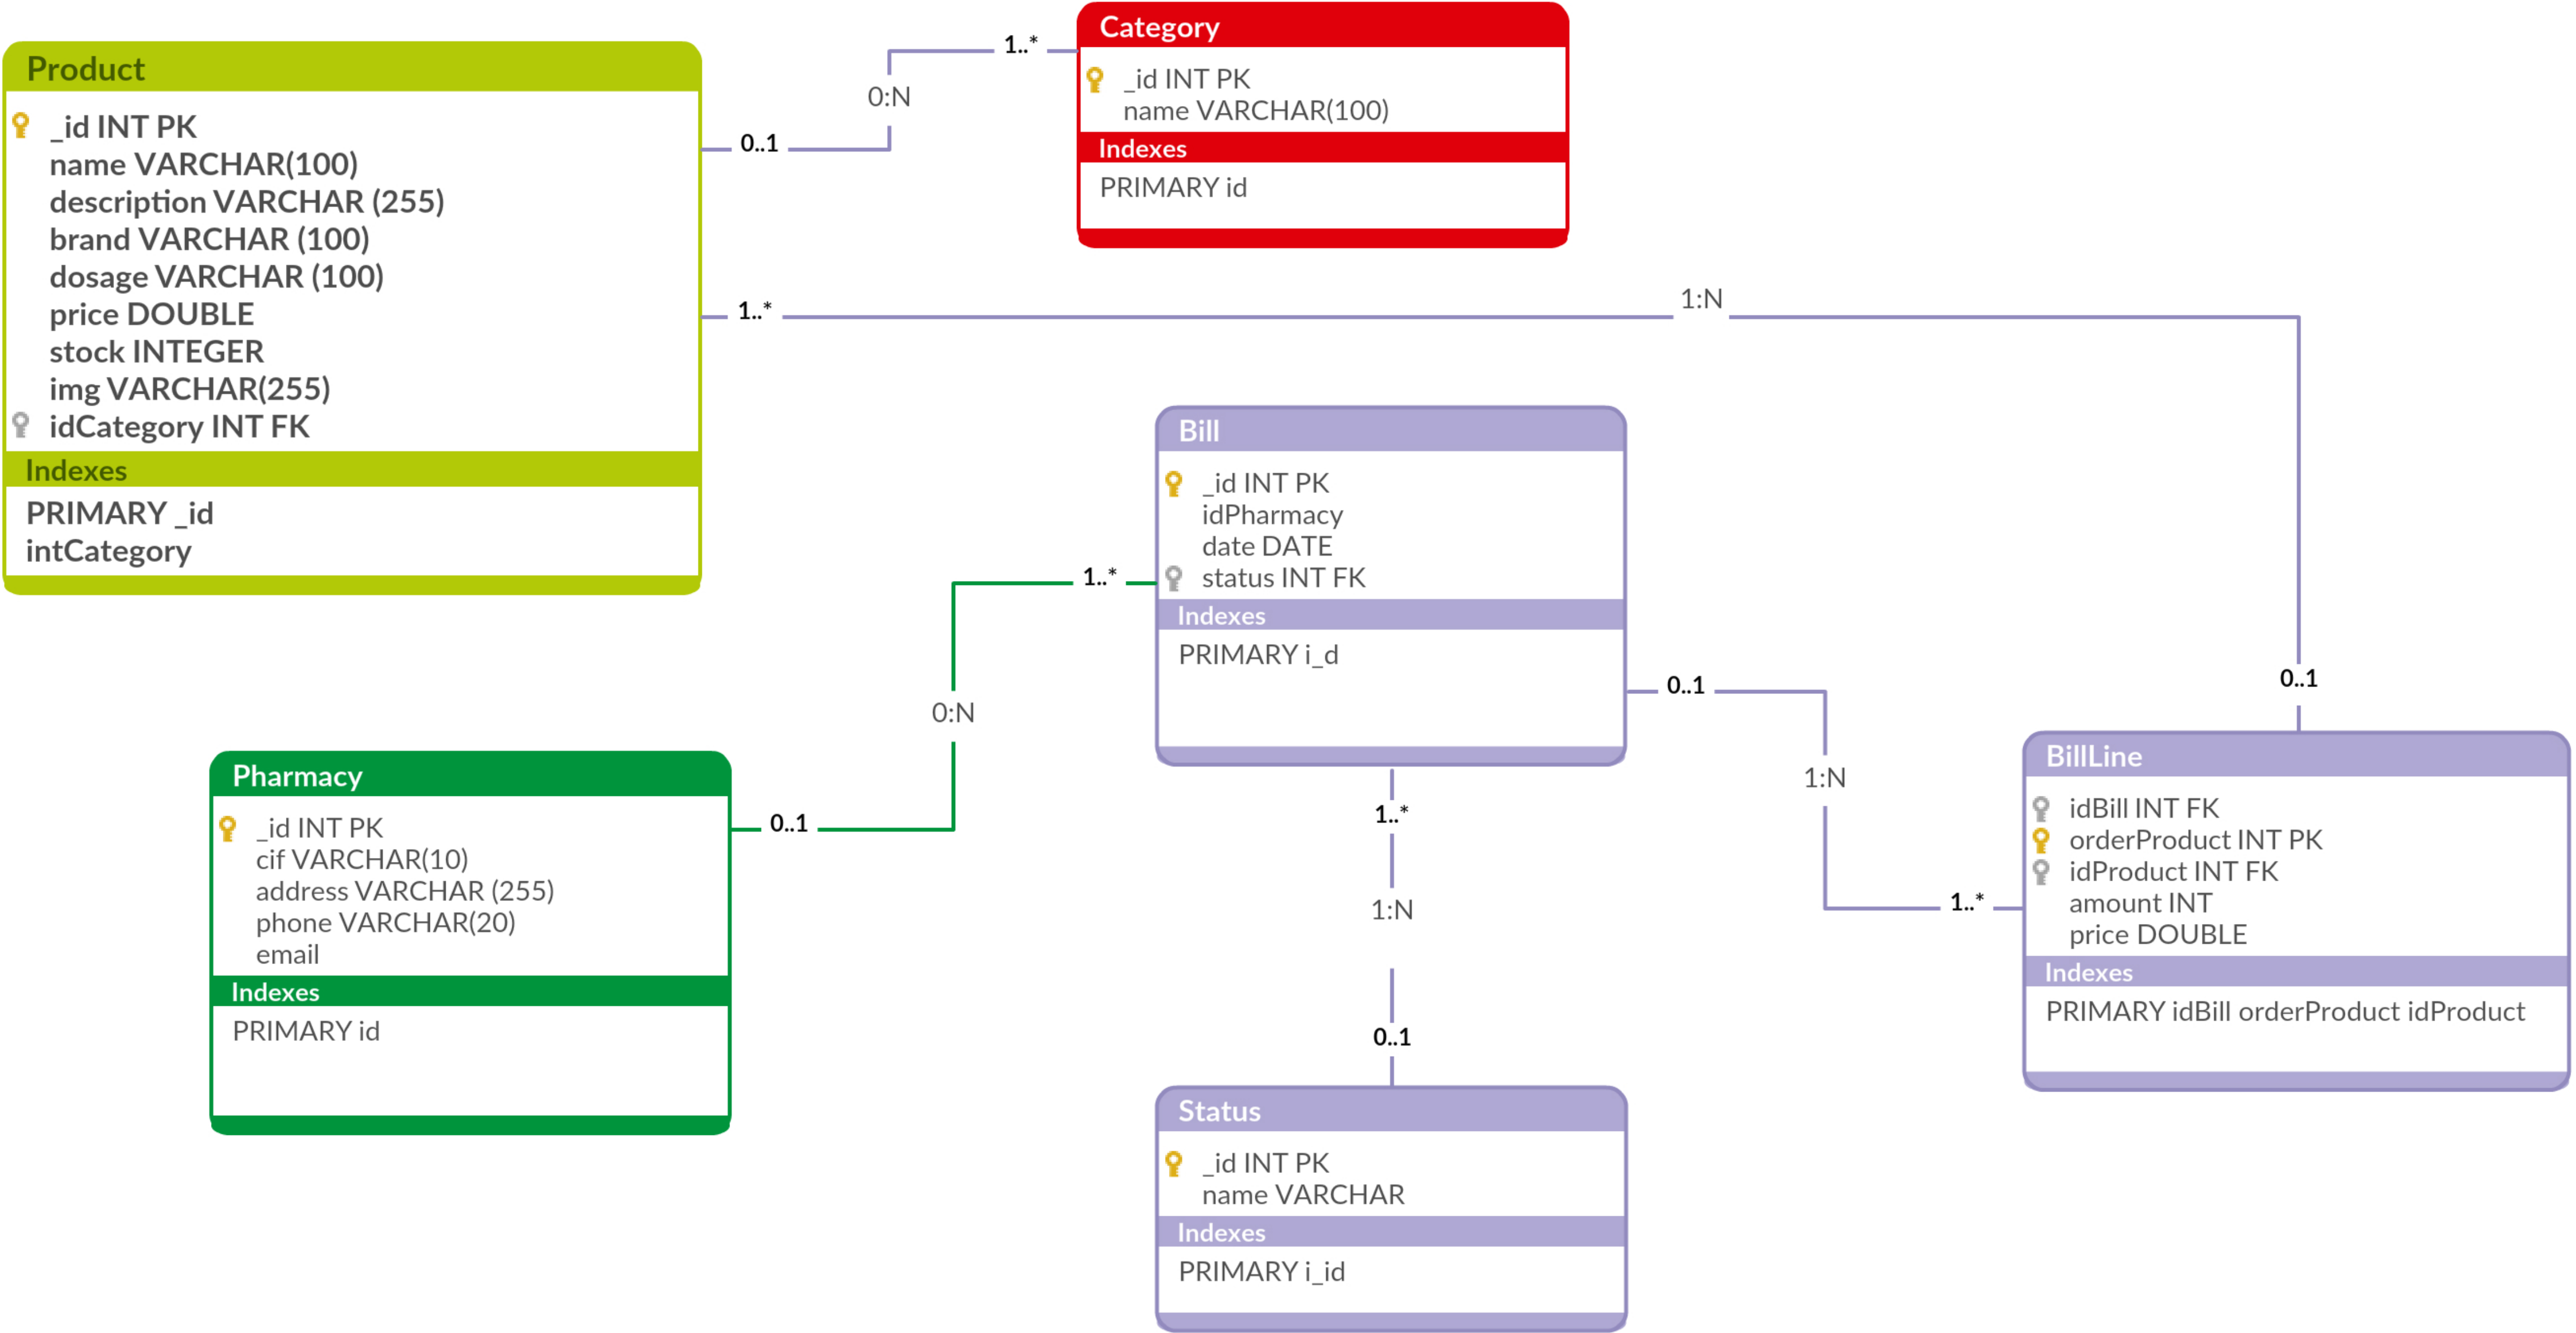 Product
_id INT PK
name VARCHAR(100)
description VARCHAR (255)
brand VARCHAR (100)
dosage VARCHAR (100)
price DOUBLE
stock INTEGER
img VARCHAR(255)
idCategory INT FK
Indexes
PRIMARY _id
intCategory
0..1
0:N
1..*
Category
_id INT PK
name VARCHAR(100)
Indexes
PRIMARY id
1..*
1:N
0..1
Bill
_id INT PK
idPharmacy
date DATE
status INT FK
Indexes
PRIMARY i_d
1..*
0:N
0..1
Pharmacy
_id INT PK
cif VARCHAR(10)
address VARCHAR (255)
phone VARCHAR(20)
email
Indexes
PRIMARY id
0..1
1:N
1..*
BillLine
idBill INT FK
orderProduct INT PK
idProduct INT FK
amount INT
price DOUBLE
Indexes
PRIMARY idBill orderProduct idProduct
1..*
1:N
0..1
Status
_id INT PK
name VARCHAR
Indexes
PRIMARY i_id